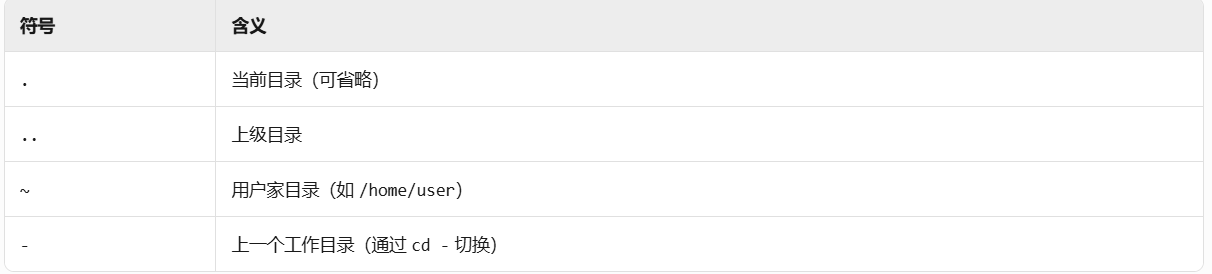 符号 含义
. 当前目录（可省略）
.. 上级目录
~ 用户家目录（如 /home/user）
- 上一个工作目录（通过 cd - 切换）